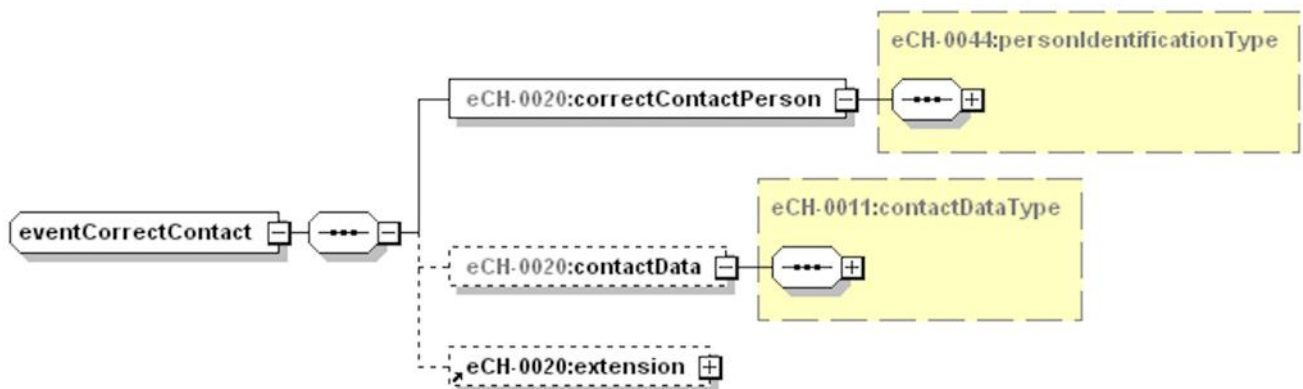 eCH-0044:personIdentificationType
eCH-0020:correctContactPerson
eventCorrectContact
eCH-0011:contactDataType
eCH-0020:contactData
eCH-0020:extension